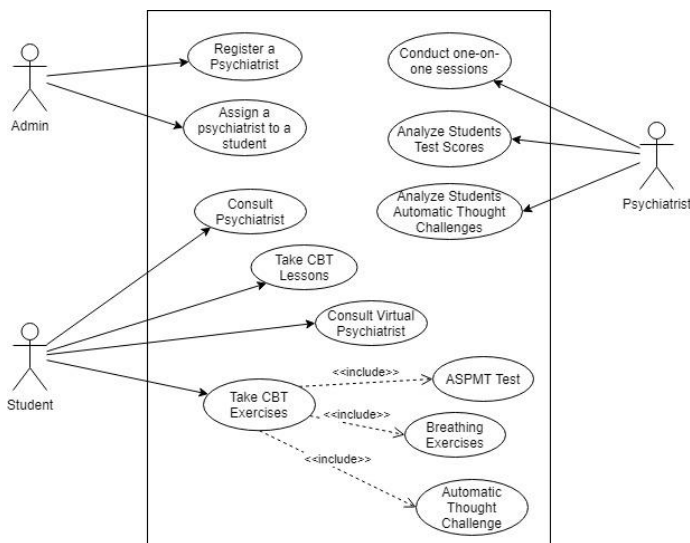 Register a
Psychiatrist
Conduct one-on-
one sessions
Admin
Assign a
psychiatrist to a
student
Analyze Students
Test Scores
Analyze Students
Automatic Thought
Challenges
Psychiatrist
Consult
Psychiatrist
Take CBT
Lessons
Consult Virtual
Psychiatrist
Student
Take CBT
Exercises
<<include>>
ASPMT Test
<<include>>
Breathing
Exercises
<<include>>
Automatic
Thought
Challenge